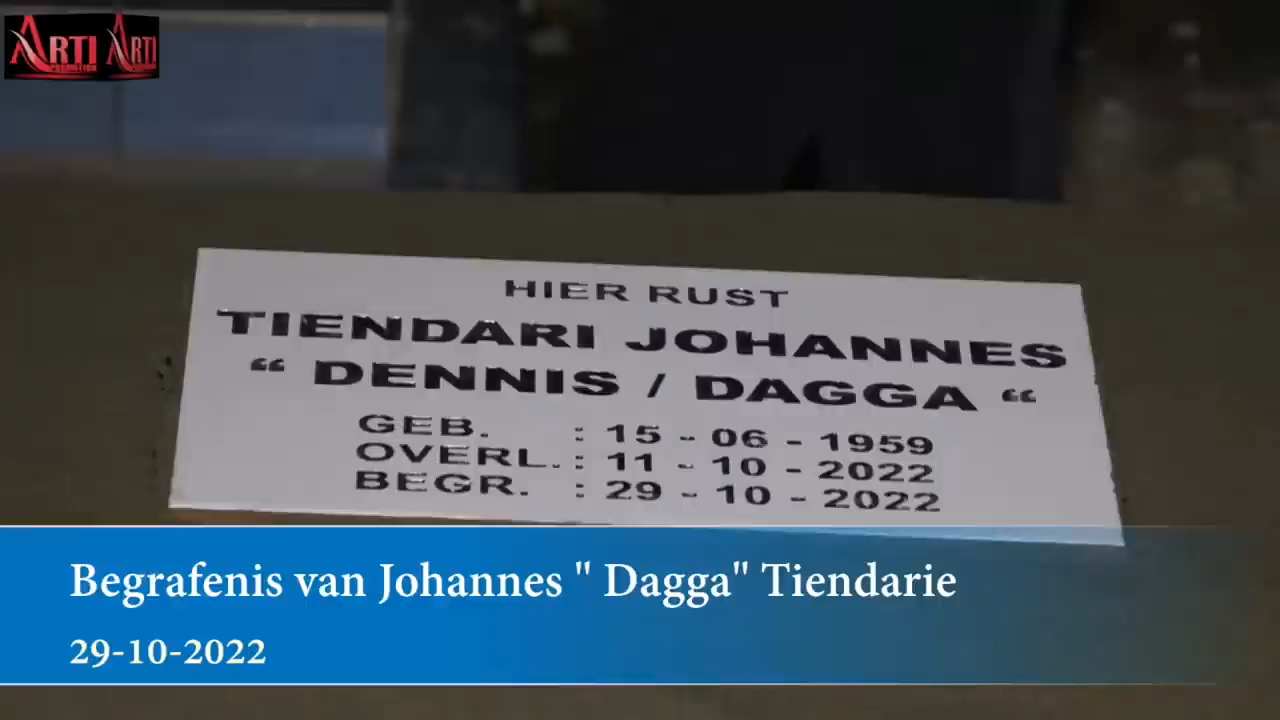 ARTI ARTI
HIER RUST
TIENDARI JOHANNES
“ DENNIS / DAGGA “
GEB. : 15 - 06 - 1959
OVERL. : 11 - 10 - 2022
BEGR. : 29 - 10 - 2022
Begrafenis van Johannes " Dagga" Tiendarie
29-10-2022